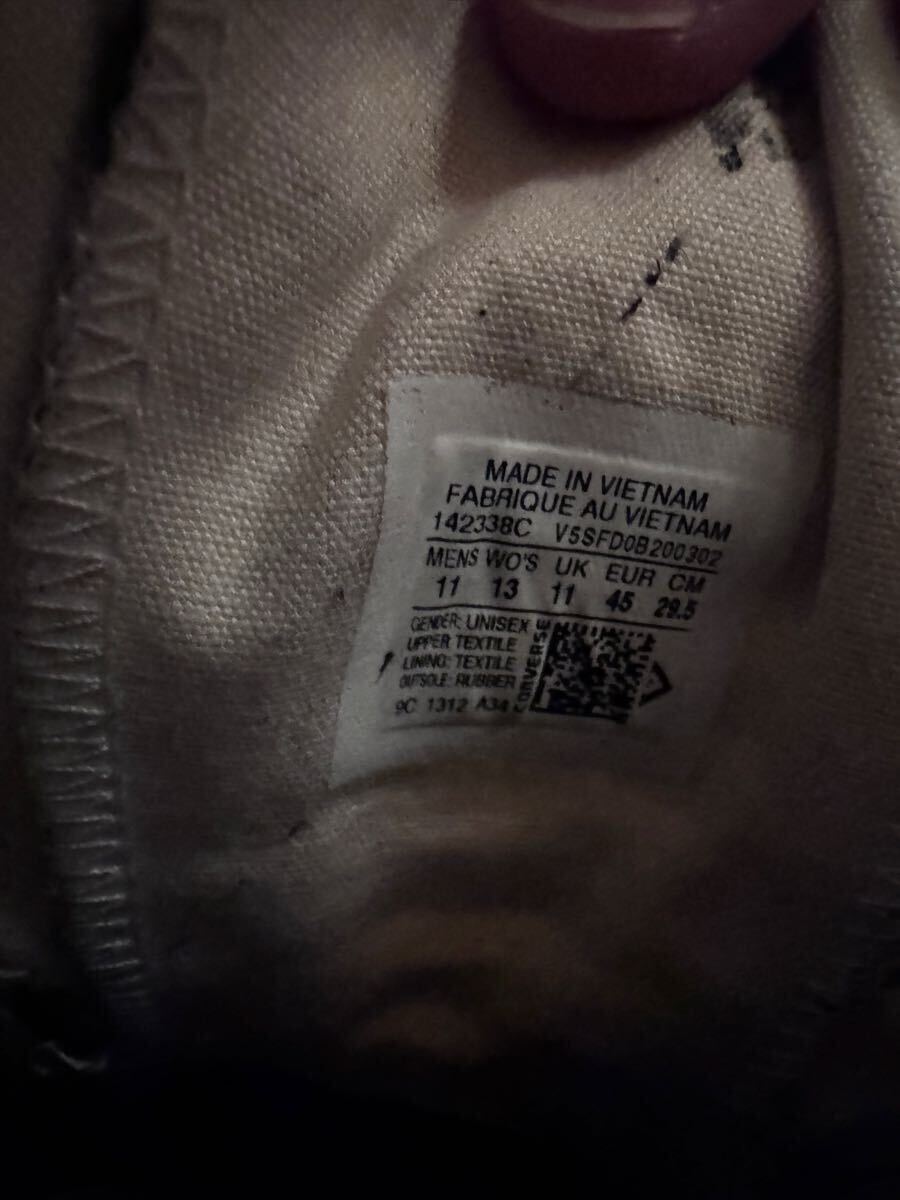 MADE IN VIETNAM
FABRIQUE AU VIETNAM
142338C V5SFD0B200302
MENS WO'S UK EUR CM
11 13 11 45 29.5
GENDER: UNISEX
UPPER TEXTILE
LINING: TEXTILE
OUTSOLE: RUBBER
9C 1312 A34
CONVERSE